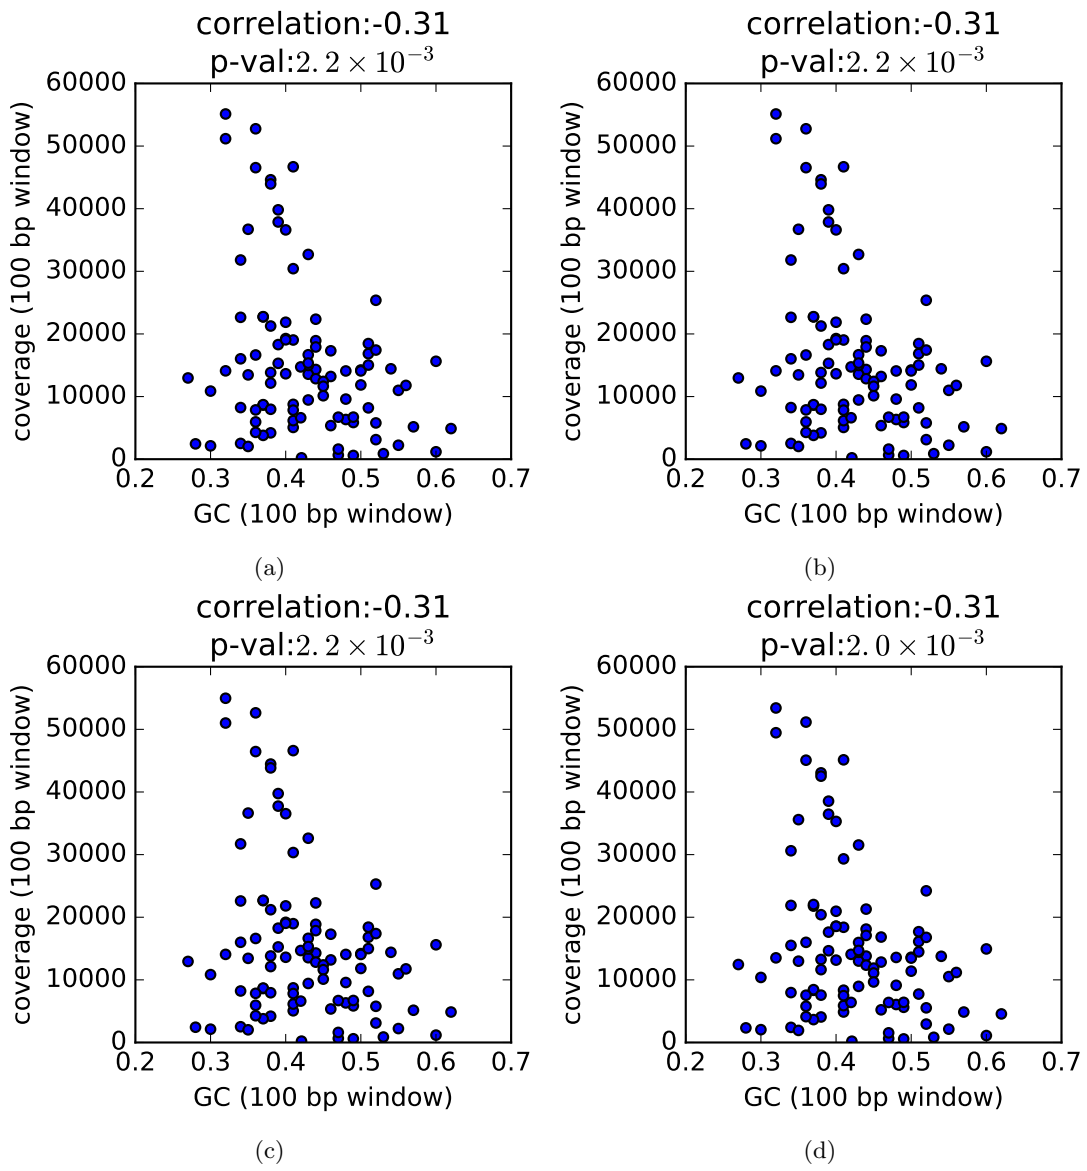 correlation:-0.31
p-val:2.2 × 10⁻³
60000
50000
40000
30000
20000
10000
0
coverage (100 bp window)
0.2 0.3 0.4 0.5 0.6 0.7
GC (100 bp window)
(a)
correlation:-0.31
p-val:2.2 × 10⁻³
60000
50000
40000
30000
20000
10000
0
coverage (100 bp window)
0.2 0.3 0.4 0.5 0.6 0.7
GC (100 bp window)
(b)
correlation:-0.31
p-val:2.2 × 10⁻³
60000
50000
40000
30000
20000
10000
0
coverage (100 bp window)
0.2 0.3 0.4 0.5 0.6 0.7
GC (100 bp window)
(c)
correlation:-0.31
p-val:2.0 × 10⁻³
60000
50000
40000
30000
20000
10000
0
coverage (100 bp window)
0.2 0.3 0.4 0.5 0.6 0.7
GC (100 bp window)
(d)